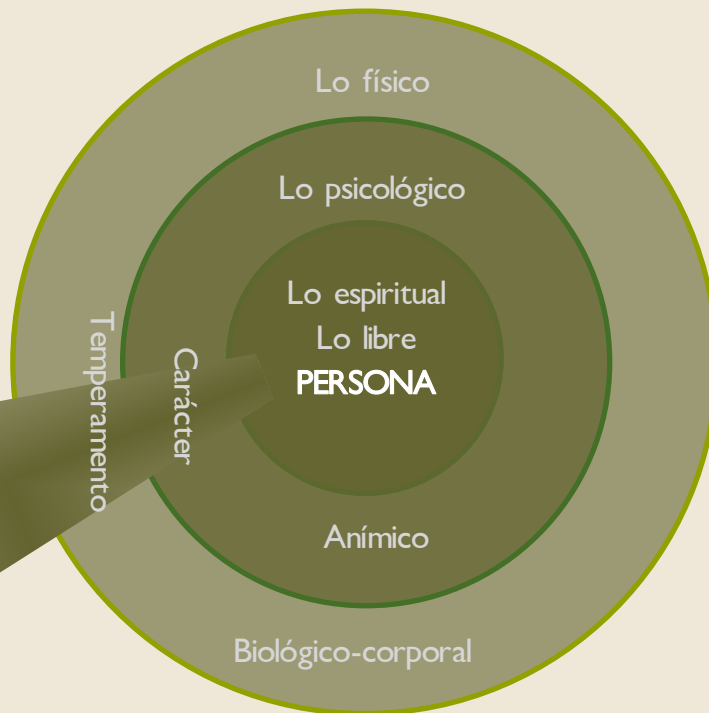 Lo físico
Lo psicológico
Lo espiritual
Lo libre
PERSONA
Temperamento
Carácter
Anímico
Biológico-corporal